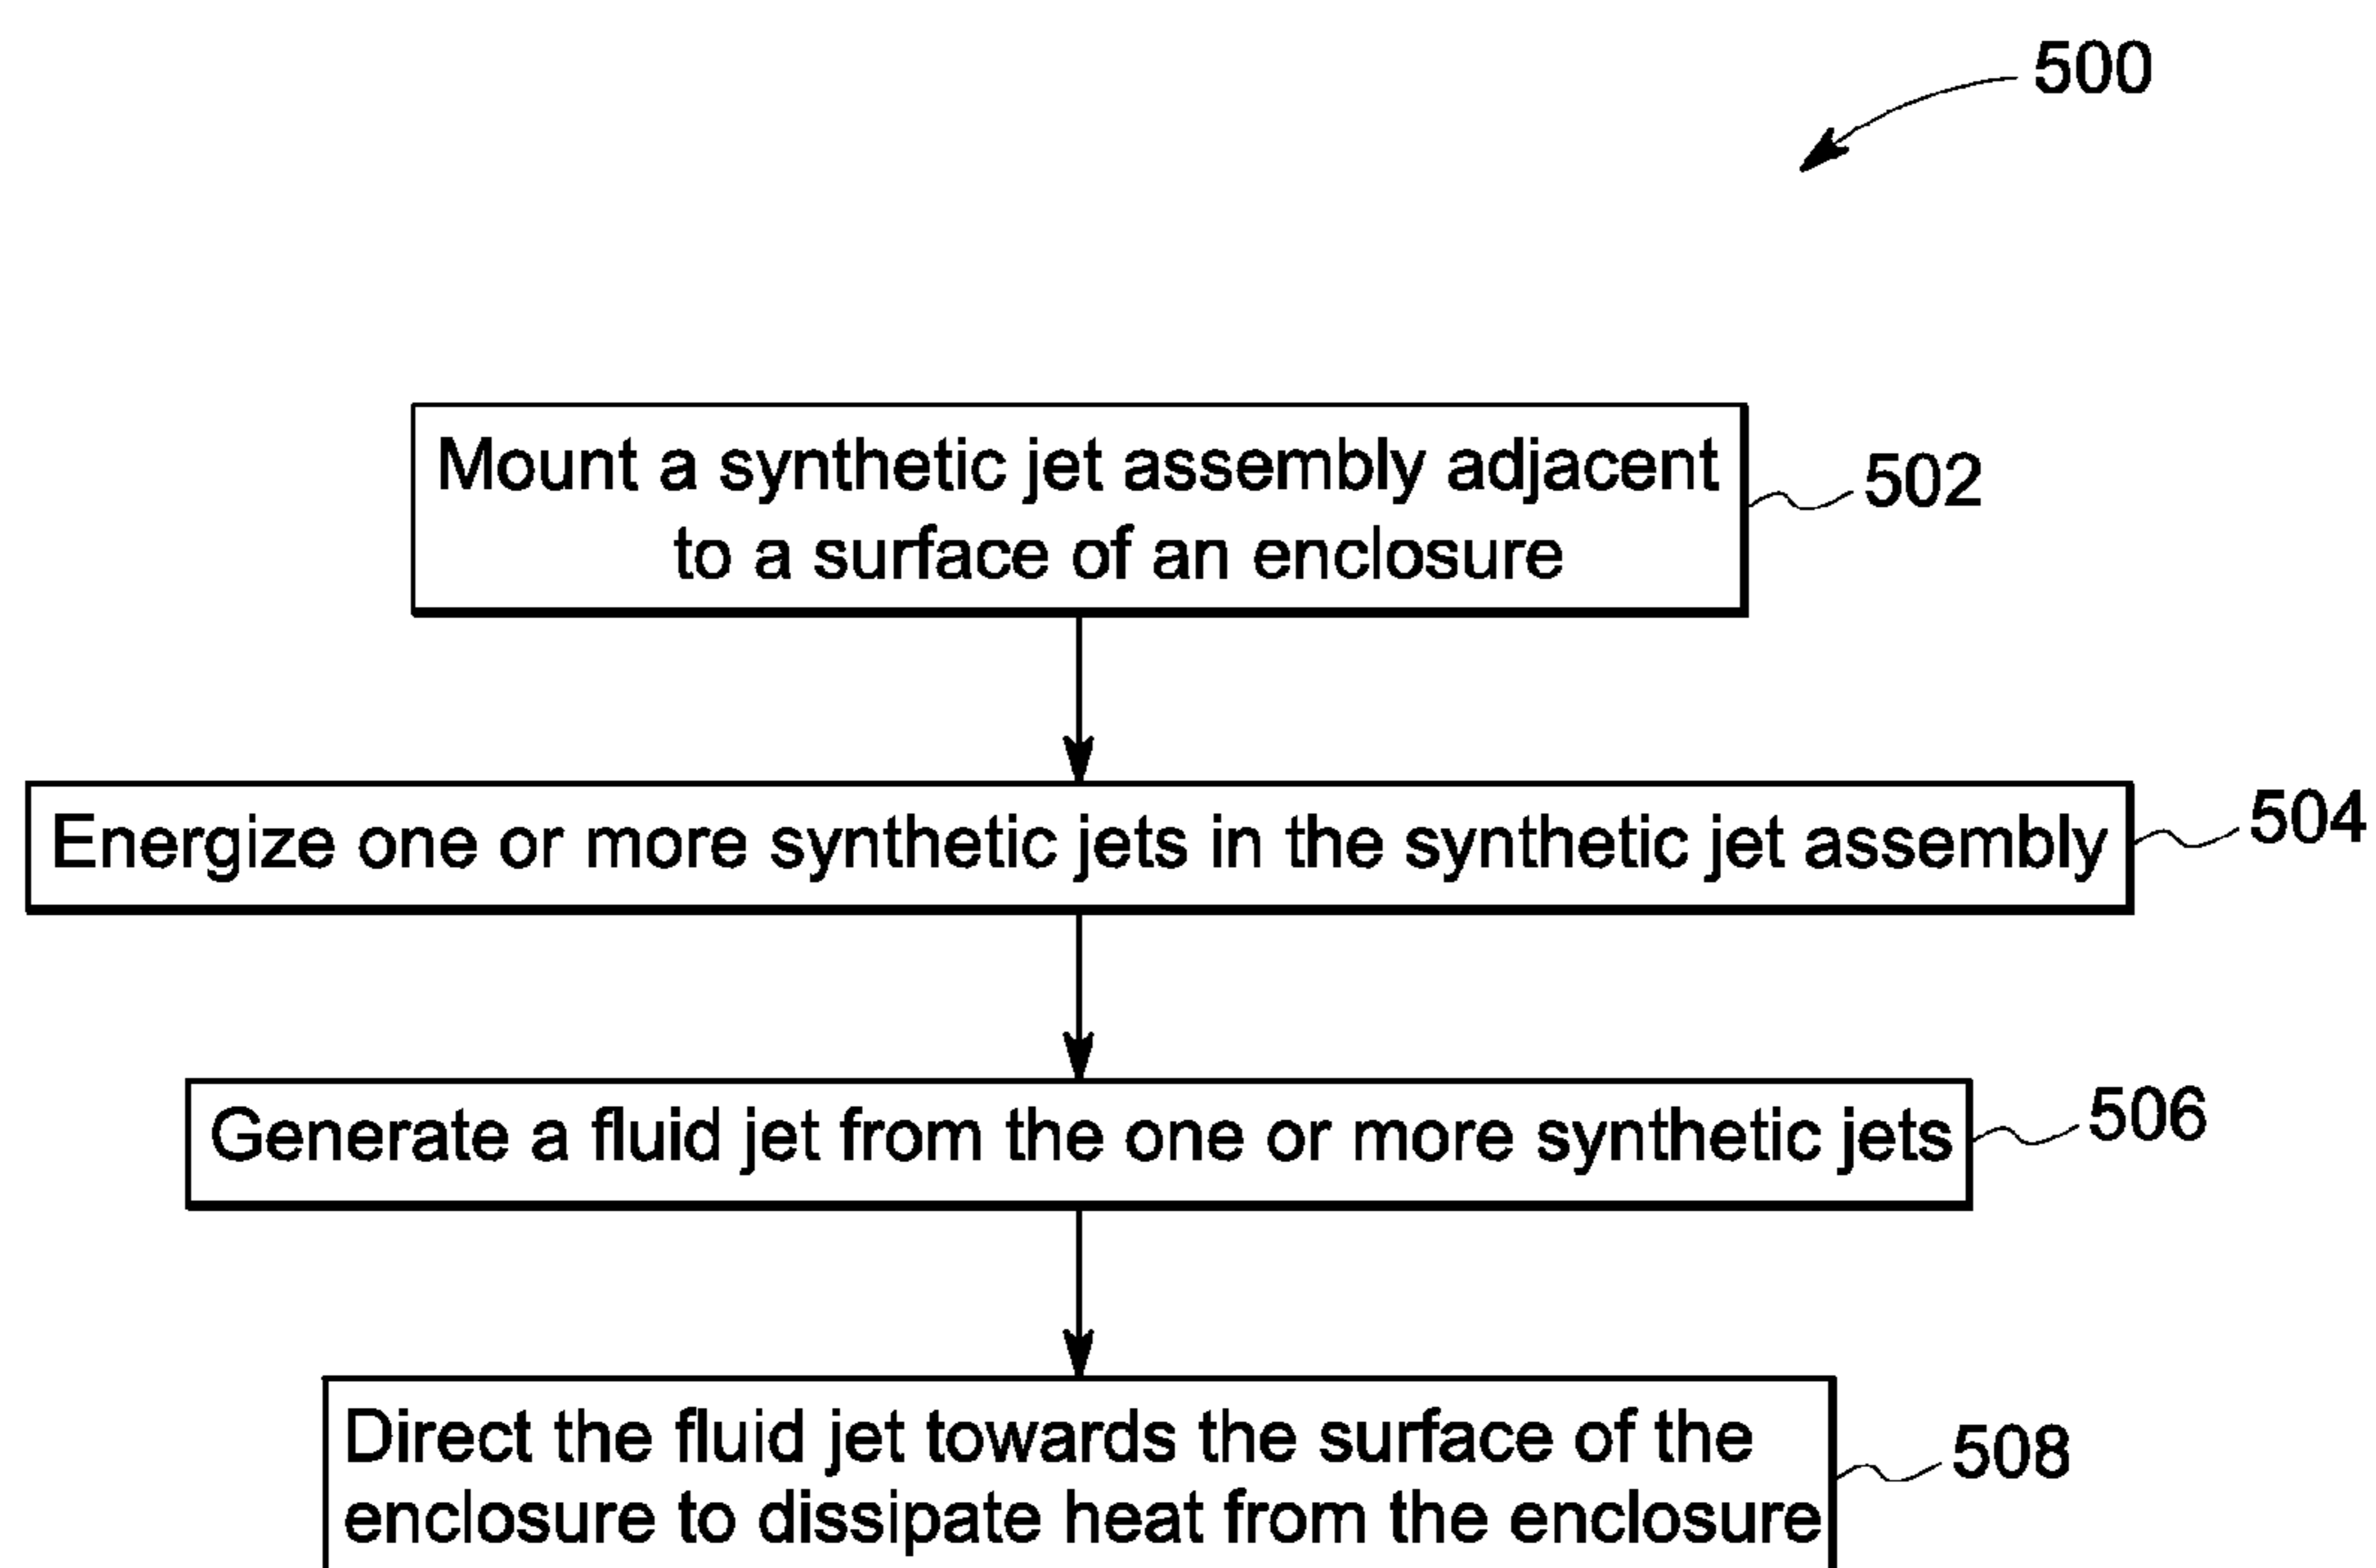 500
Mount a synthetic jet assembly adjacent
to a surface of an enclosure
502
Energize one or more synthetic jets in the synthetic jet assembly
504
Generate a fluid jet from the one or more synthetic jets
506
Direct the fluid jet towards the surface of the
enclosure to dissipate heat from the enclosure
508